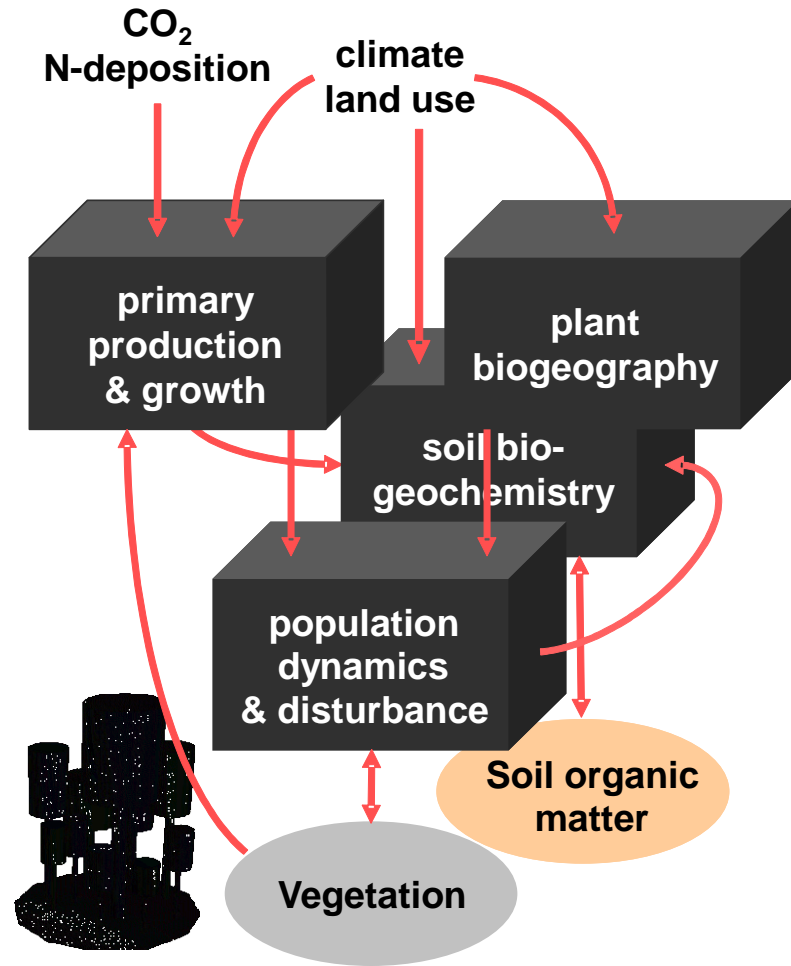 CO₂
N-deposition
climate
land use
primary
production
& growth
plant
biogeography
soil bio-
geochemistry
population
dynamics
& disturbance
Soil organic
matter
Vegetation